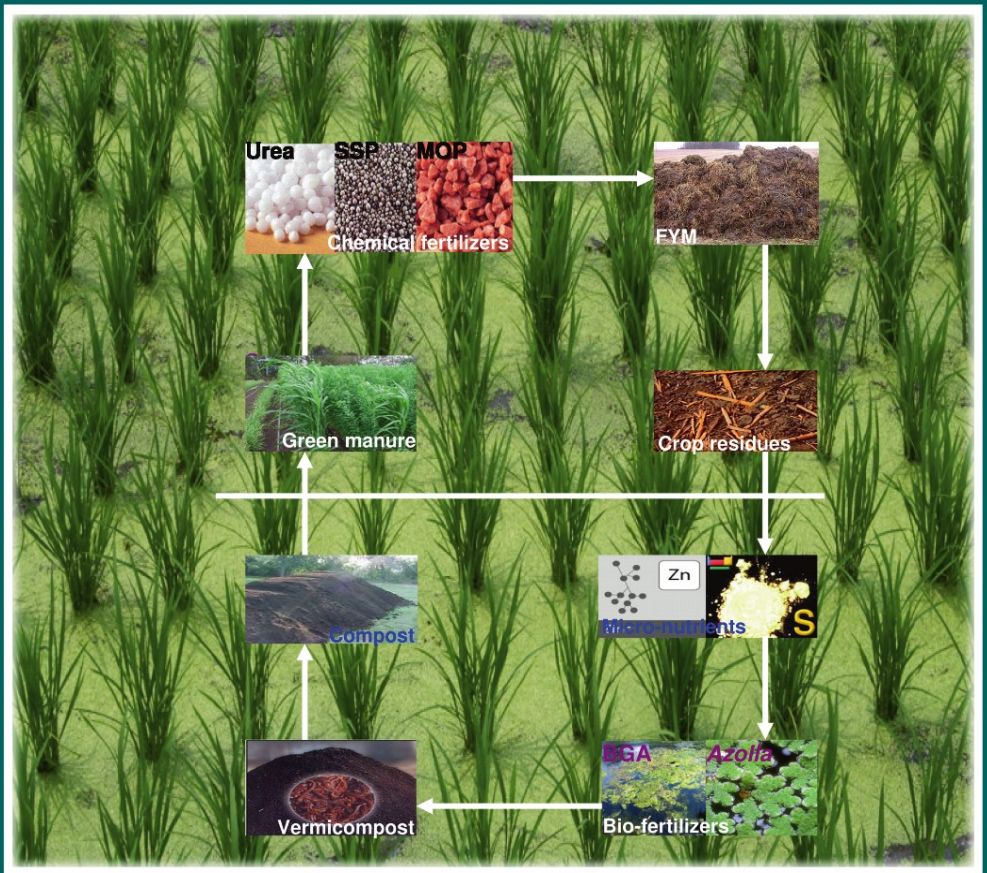 Urea SSP MOP
Chemical fertilizers
FYM
Green manure
Crop residues
Compost
Zn
S
Micro-nutrients
BGA Azolla
Vermicompost
Bio-fertilizers